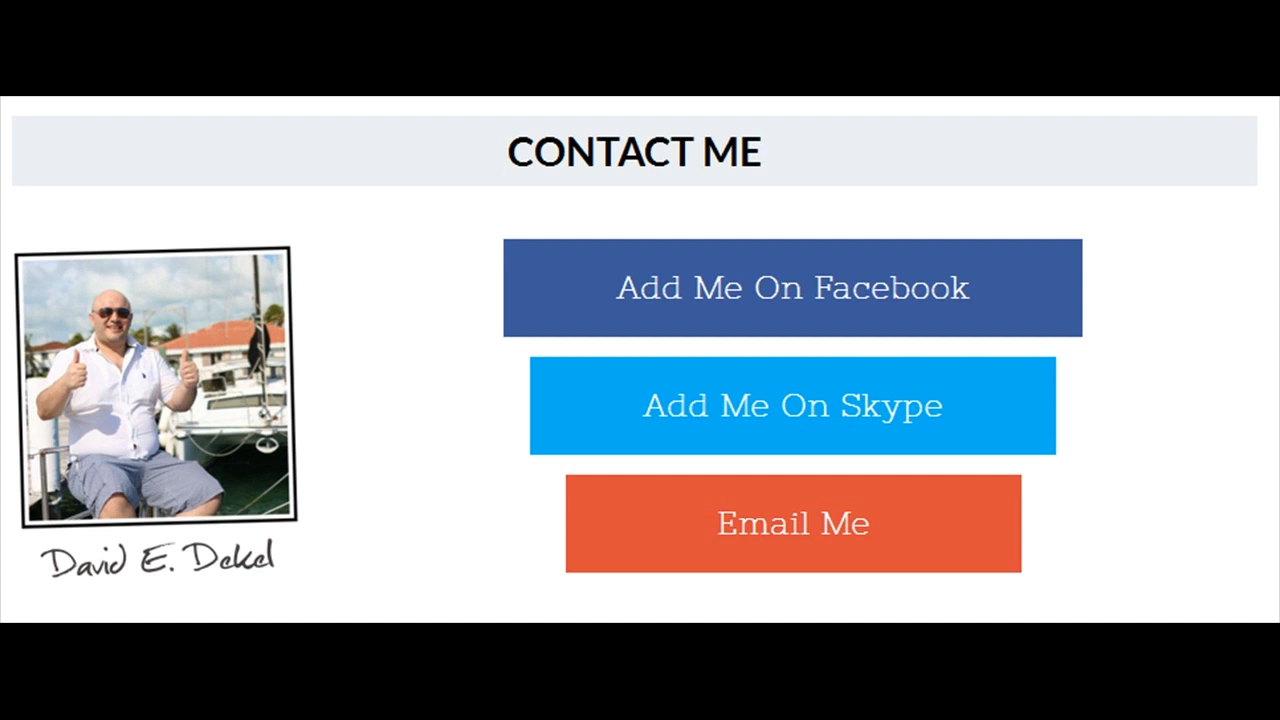 CONTACT ME
Add Me On Facebook
Add Me On Skype
Email Me
David E. Dekel